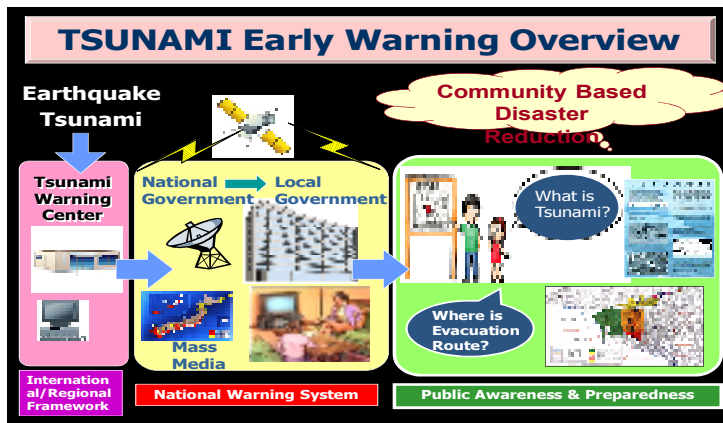 TSUNAMI Early Warning Overview
Earthquake
Tsunami
Community Based
Disaster
Reduction
Tsunami
Warning
Center
National
Government
Local
Government
Mass
Media
What is
Tsunami?
Where is
Evacuation
Route?
Internation
al/Regional
Framework
National Warning System
Public Awareness & Preparedness